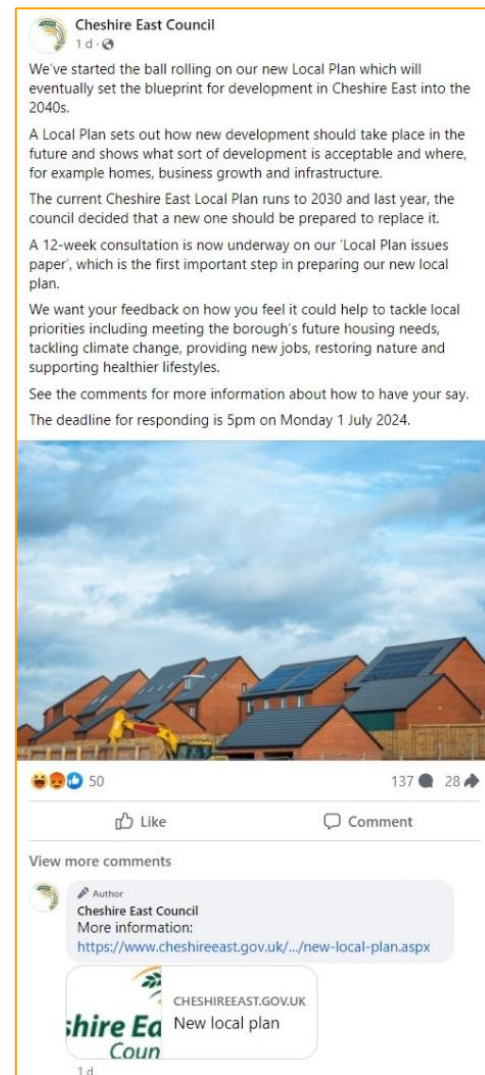 Cheshire East Council
1 d
We've started the ball rolling on our new Local Plan which will
eventually set the blueprint for development in Cheshire East into the
2040s.
A Local Plan sets out how new development should take place in the
future and shows what sort of development is acceptable and where,
for example homes, business growth and infrastructure.
The current Cheshire East Local Plan runs to 2030 and last year, the
council decided that a new one should be prepared to replace it.
A 12-week consultation is now underway on our 'Local Plan issues
paper', which is the first important step in preparing our new local
plan.
We want your feedback on how you feel it could help to tackle local
priorities including meeting the borough's future housing needs,
tackling climate change, providing new jobs, restoring nature and
supporting healthier lifestyles.
See the comments for more information about how to have your say.
The deadline for responding is 5pm on Monday 1 July 2024.
50 137 28
Like Comment
View more comments
Author
Cheshire East Council
More information:
https://www.cheshireeast.gov.uk/.../new-local-plan.aspx
shire Ea
Coun
CHESHIREEAST.GOV.UK
New local plan
1 d